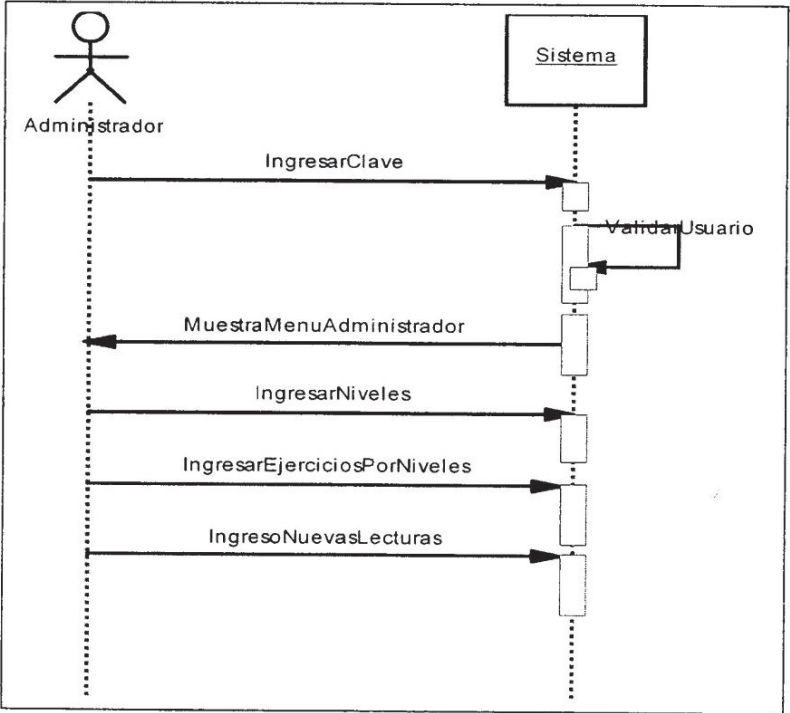 Sistema
Administrador
IngresarClave
ValidarUsuario
MuestraMenuAdministrador
IngresarNiveles
IngresarEjerciciosPorNiveles
IngresoNuevasLecturas